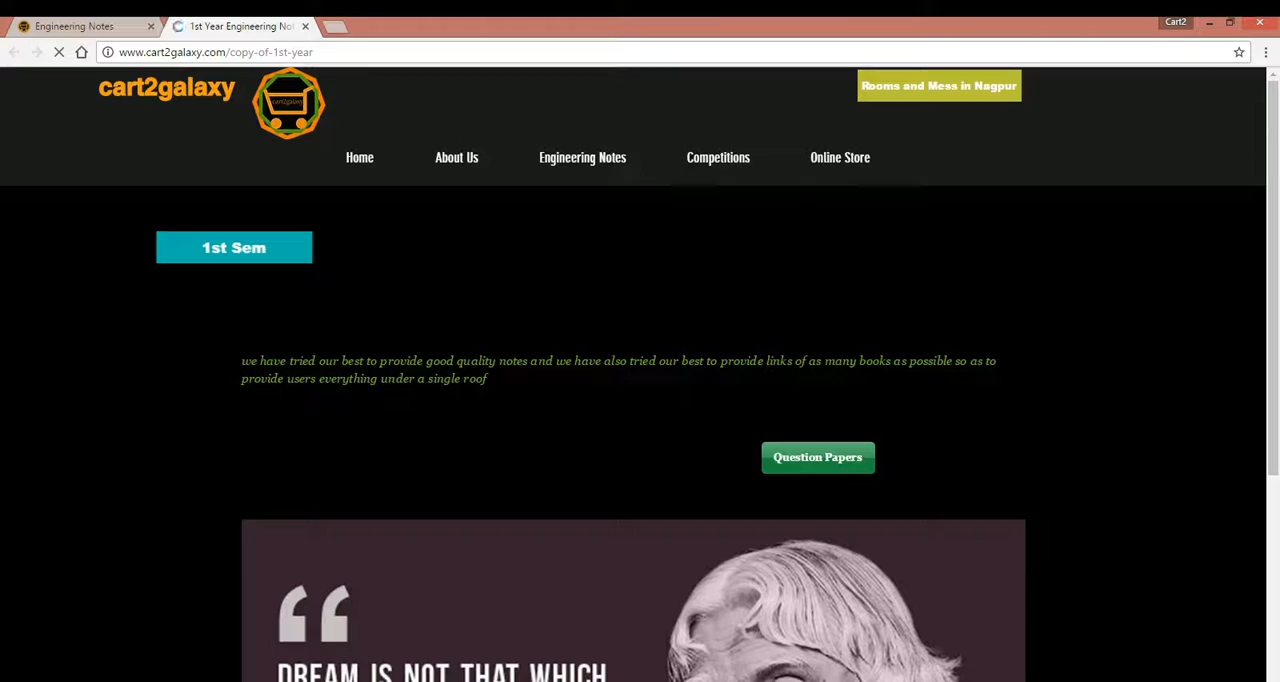 Engineering Notes
1st Year Engineering No
Cart2
www.cart2galaxy.com/copy-of-1st-year
cart2galaxy
cart2galaxy
Rooms and Mess in Nagpur
Home
About Us
Engineering Notes
Competitions
Online Store
1st Sem
we have tried our best to provide good quality notes and we have also tried our best to provide links of as many books as possible so as to
provide users everything under a single roof
Question Papers
“
DREAM IS NOT THAT WHICH